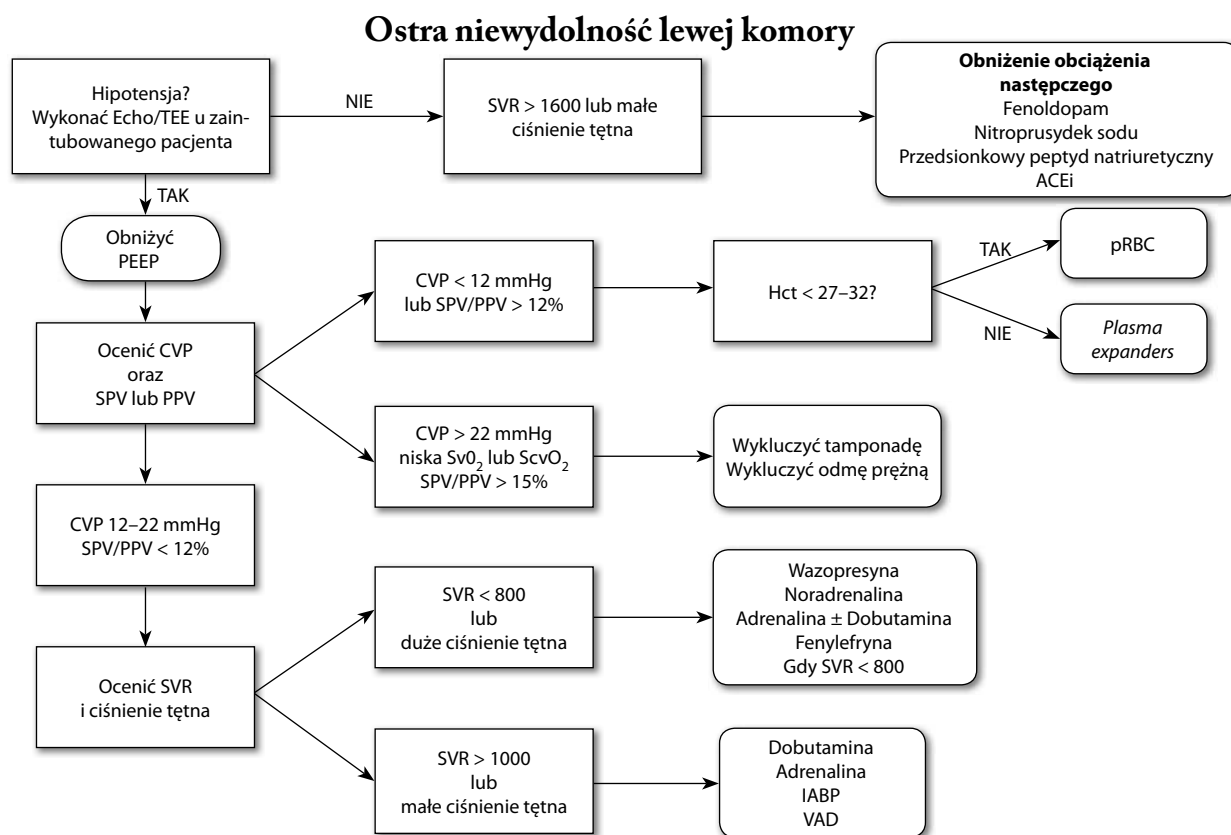 Ostra niewydolność lewej komory
Hipotensja?
Wykonać Echo/TEE u zain-
tubowanego pacjenta
NIE
SVR > 1600 lub małe
ciśnienie tętna
Obniżenie obciążenia
następczego
Fenoldopam
Nitroprusydek sodu
Przedsionkowy peptyd natriuretyczny
ACEi
TAK
Obniżyć
PEEP
Ocenić CVP
oraz
SPV lub PPV
CVP < 12 mmHg
lub SPV/PPV > 12%
Hct < 27–32?
TAK
pRBC
NIE
Plasma
expanders
CVP > 22 mmHg
niska Sv0₂ lub ScvO₂
SPV/PPV > 15%
Wykluczyć tamponadę
Wykluczyć odmę prężną
CVP 12–22 mmHg
SPV/PPV < 12%
Ocenić SVR
i ciśnienie tętna
SVR < 800
lub
duże ciśnienie tętna
Wazopresyna
Noradrenalina
Adrenalina ± Dobutamina
Fenylefryna
Gdy SVR < 800
SVR > 1000
lub
małe ciśnienie tętna
Dobutamina
Adrenalina
IABP
VAD